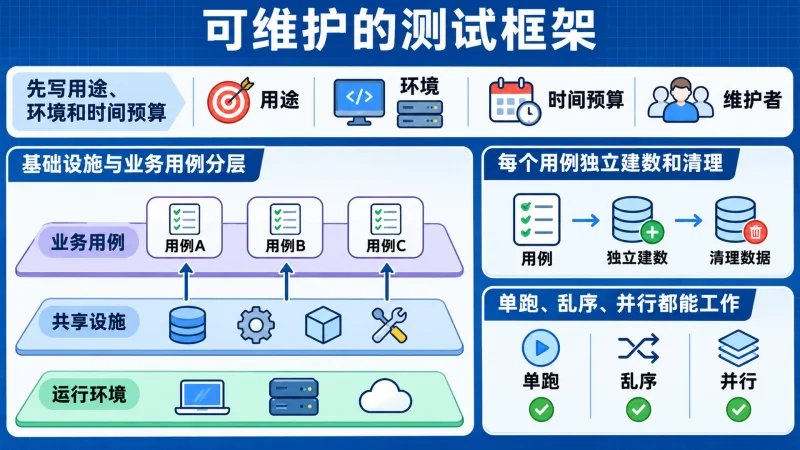 可维护的测试框架
先写用途、
环境和时间预算
用途
环境
时间预算
维护者
基础设施与业务用例分层
业务用例
用例A
用例B
用例C
共享设施
运行环境
每个用例独立建数和清理
用例
独立建数
清理数据
单跑、乱序、并行都能工作
单跑
乱序
并行